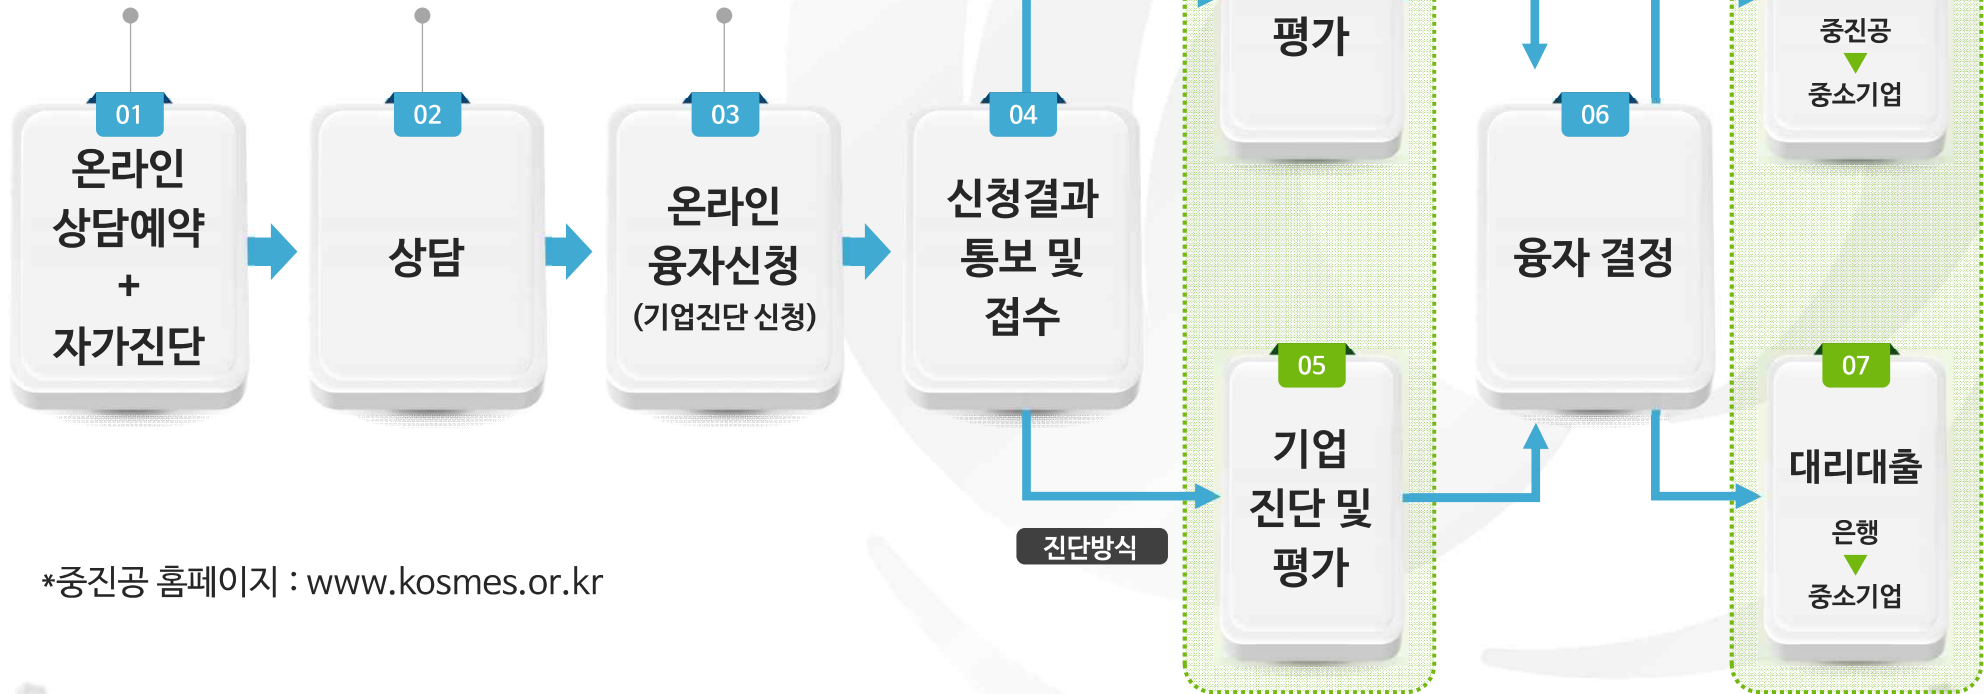 01
온라인
상담예약
+
자가진단
02
상담
03
온라인
융자신청
(기업진단 신청)
04
신청결과
통보 및
접수
평가
진단방식
05
기업
진단 및
평가
06
융자 결정
중진공
중소기업
07
대리대출
은행
중소기업
*중진공 홈페이지 : www.kosmes.or.kr